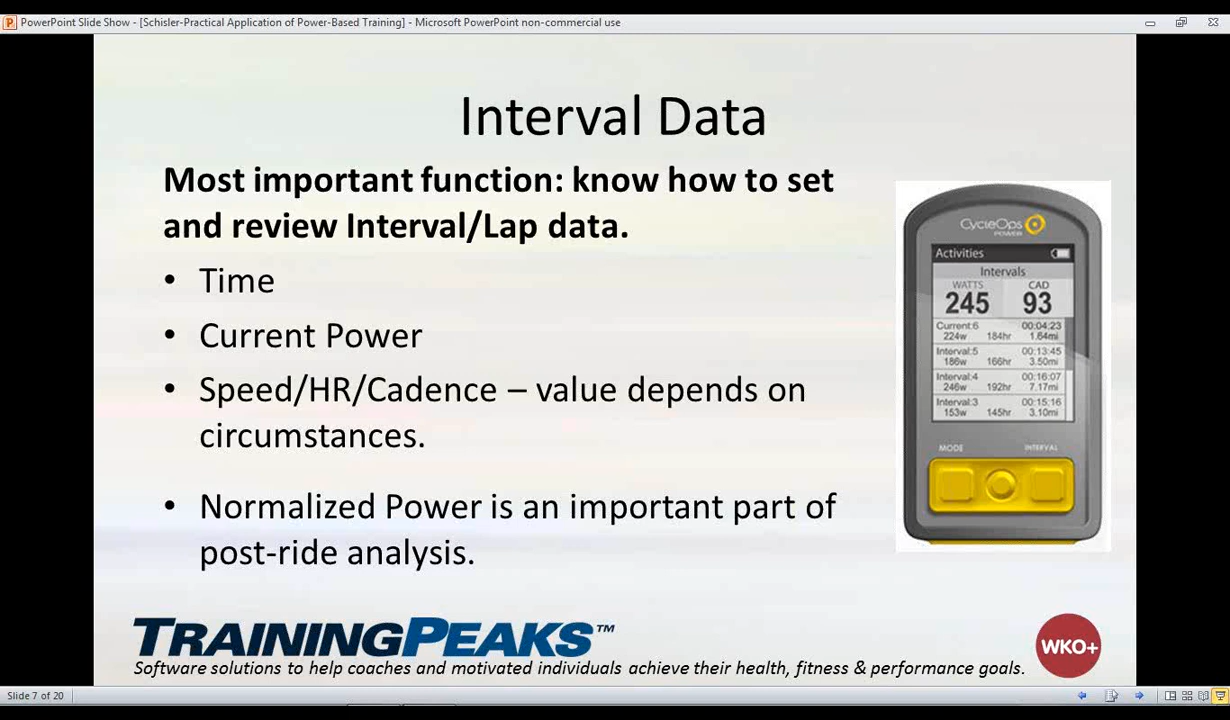 PowerPoint Slide Show - [Schisler-Practical Application of Power-Based Training] - Microsoft PowerPoint non-commercial use
Interval Data
Most important function: know how to set
and review Interval/Lap data.
• Time
• Current Power
• Speed/HR/Cadence – value depends on
circumstances.
• Normalized Power is an important part of
post-ride analysis.
CycleOps
POWER
Activities
Intervals
WATTS CAD
245 93
Current:6 00:04:23
224w 184hr 1.64mi
Interval:5 00:13:45
186w 166hr 3.50mi
Interval:4 00:16:07
246w 192hr 7.17mi
Interval:3 00:15:16
153w 145hr 3.10mi
MODE INTERVAL
TRAININGPEAKS™
Software solutions to help coaches and motivated individuals achieve their health, fitness & performance goals.
WKO+
Slide 7 of 20